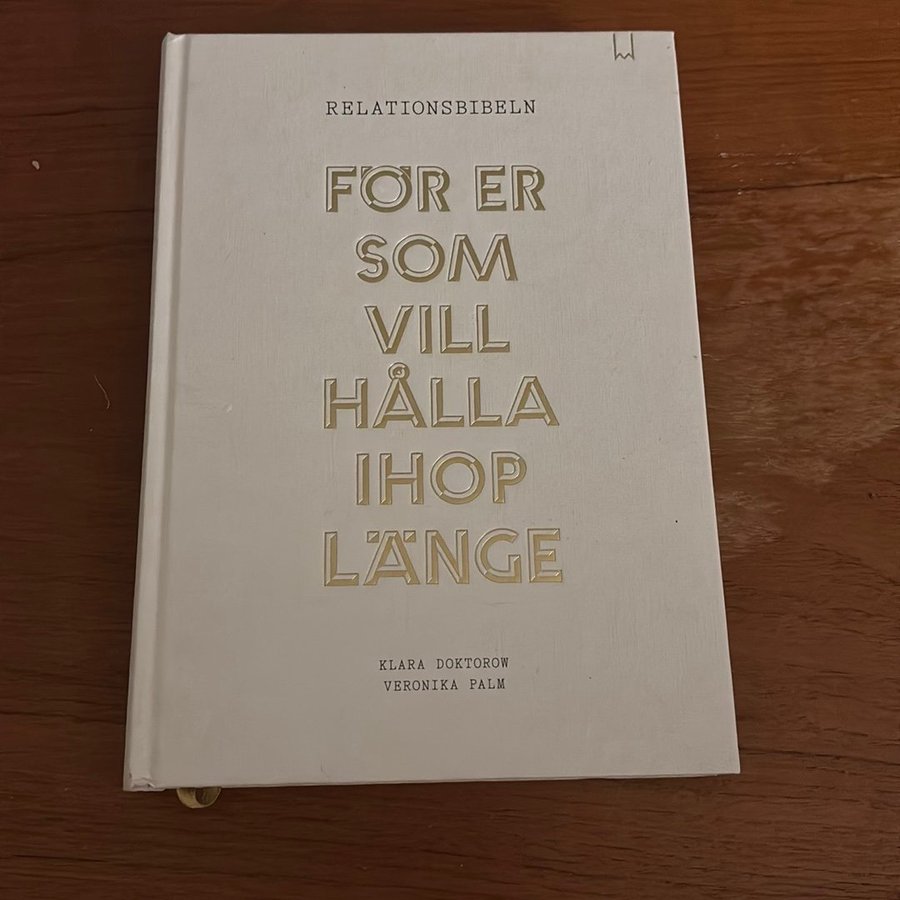 RELATIONSBIBELN
FÖR ER
SOM
VILL
HÅLLA
IHOP
LÄNGE
KLARA DOKTOROW
VERONIKA PALM